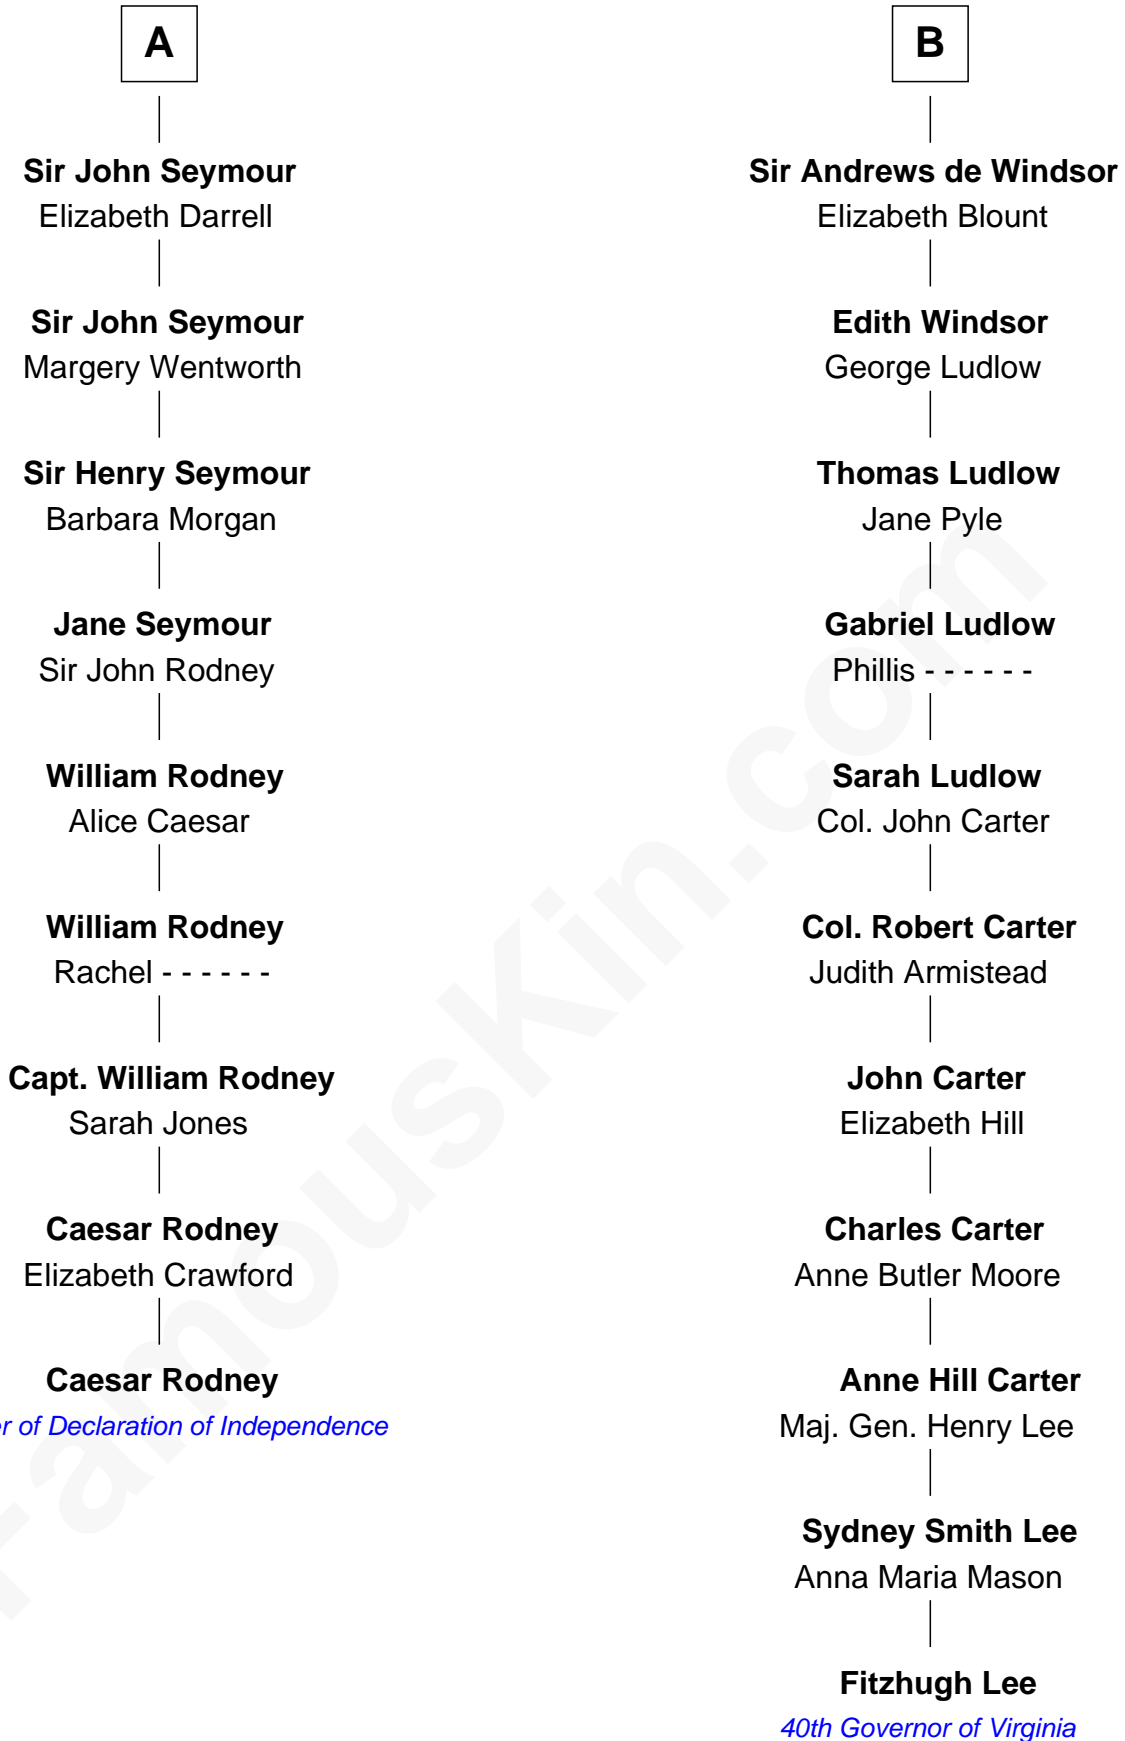 A
Sir John Seymour
Elizabeth Darrell
Sir John Seymour
Margery Wentworth
Sir Henry Seymour
Barbara Morgan
Jane Seymour
Sir John Rodney
William Rodney
Alice Caesar
William Rodney
Rachel - - - - - -
Capt. William Rodney
Sarah Jones
Caesar Rodney
Elizabeth Crawford
Caesar Rodney
of Declaration of Independence
B
Sir Andrews de Windsor
Elizabeth Blount
Edith Windsor
George Ludlow
Thomas Ludlow
Jane Pyle
Gabriel Ludlow
Phillis - - - - - -
Sarah Ludlow
Col. John Carter
Col. Robert Carter
Judith Armistead
John Carter
Elizabeth Hill
Charles Carter
Anne Butler Moore
Anne Hill Carter
Maj. Gen. Henry Lee
Sydney Smith Lee
Anna Maria Mason
Fitzhugh Lee
40th Governor of Virginia
FamousKin.com